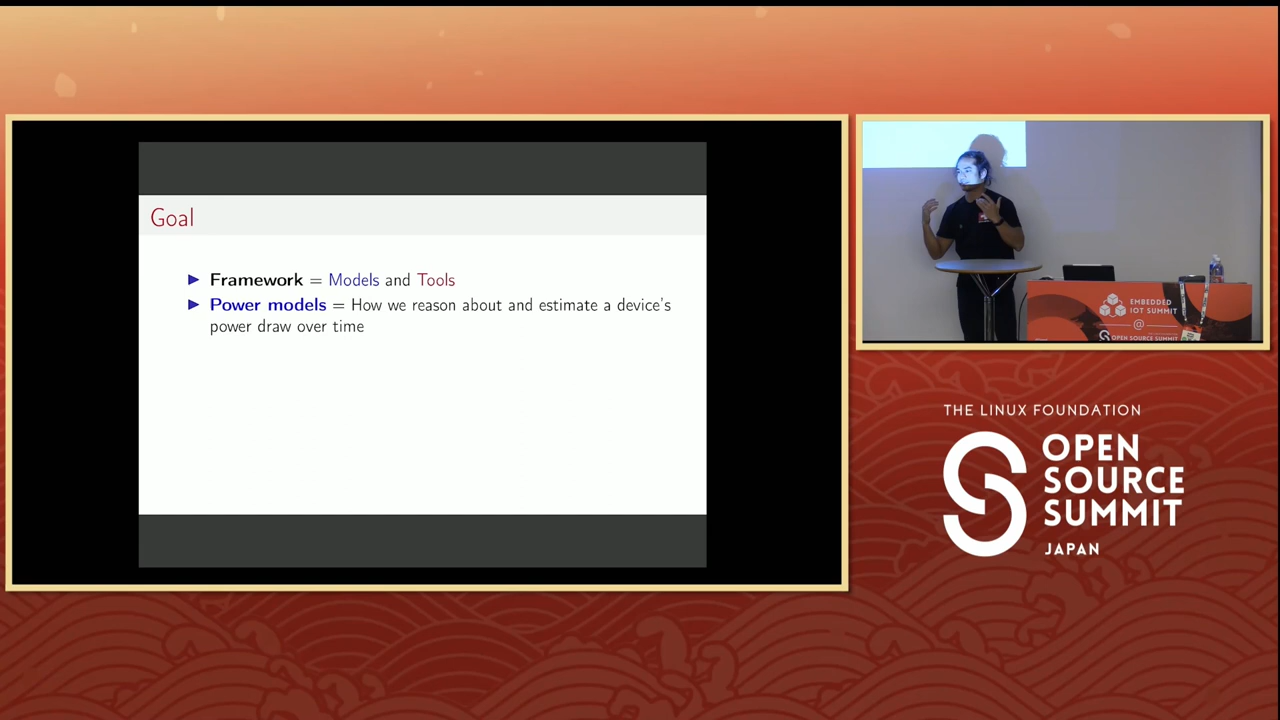 Goal
Framework = Models and Tools
Power models = How we reason about and estimate a device's
power draw over time
EMBEDDED
IOT SUMMIT
@
OPEN SOURCE SUMMIT
THE LINUX FOUNDATION
OPEN
SOURCE
SUMMIT
JAPAN